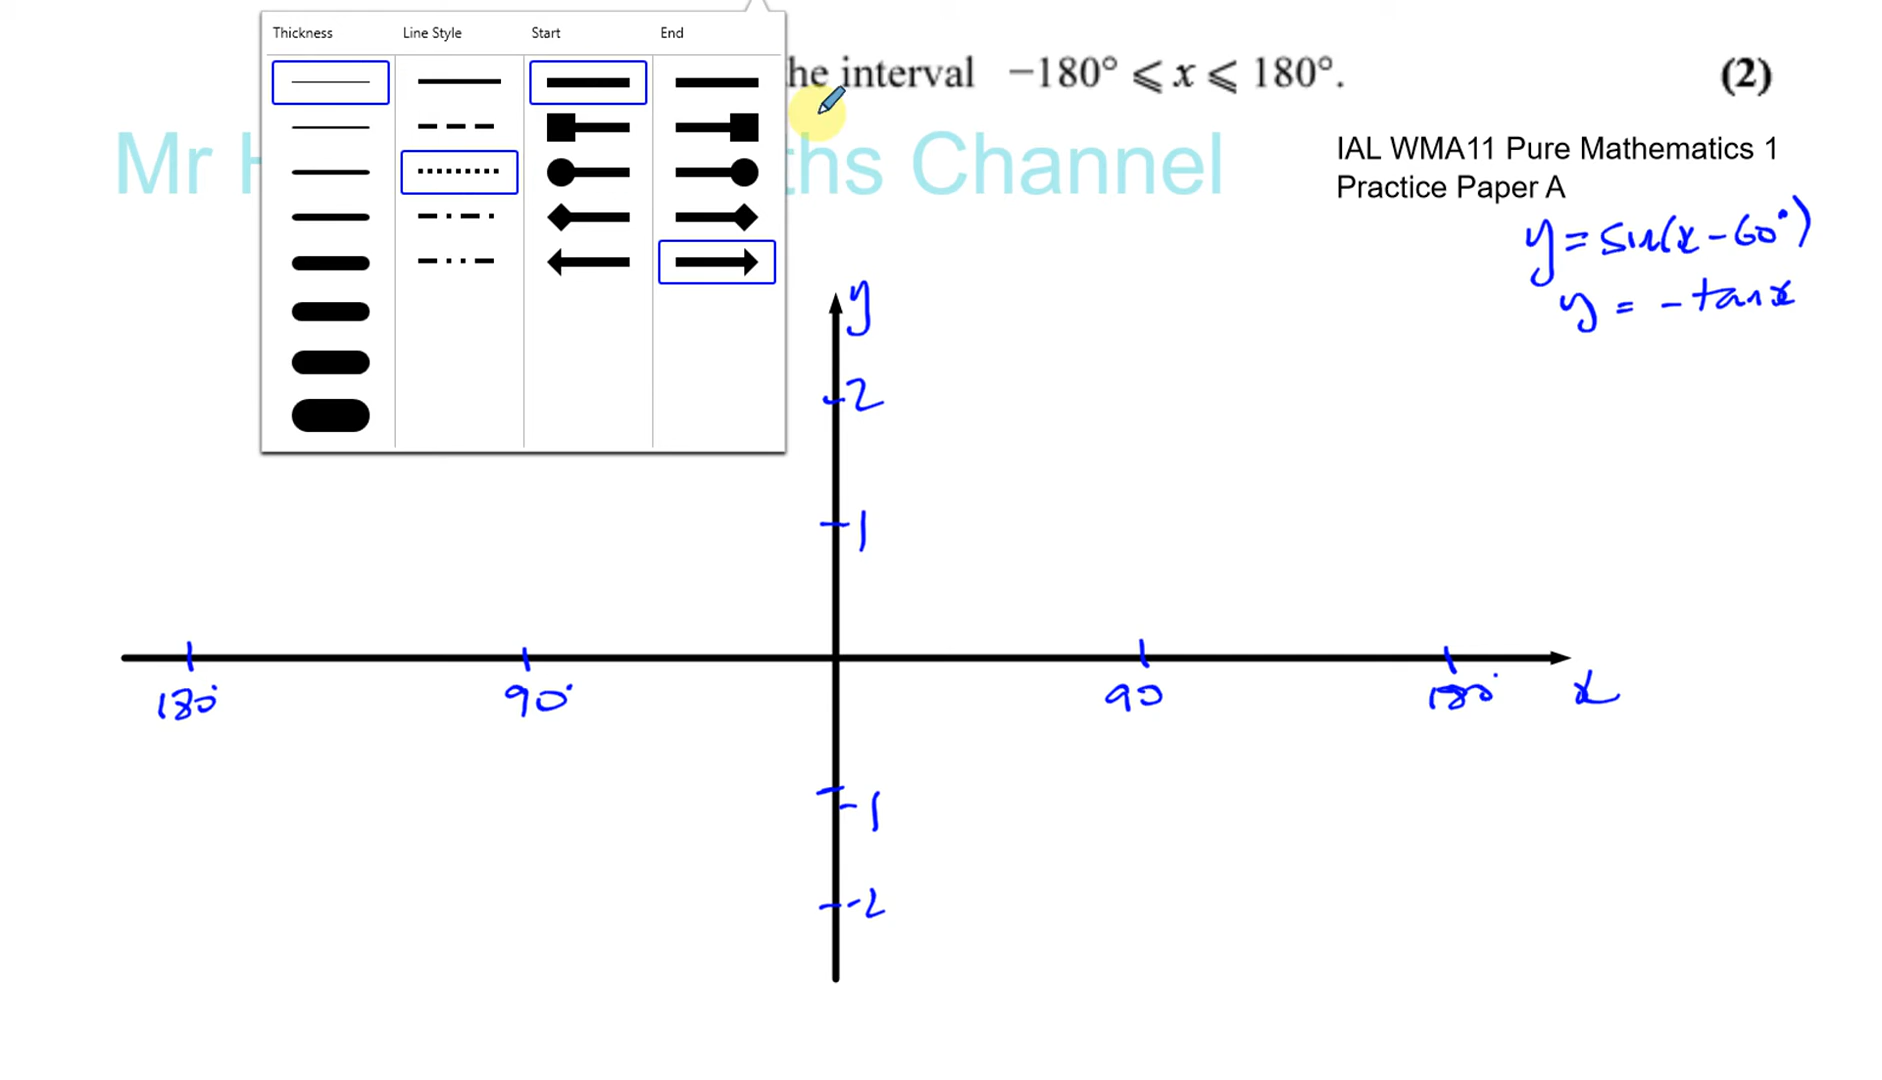 Thickness Line Style Start End
he interval −180° ⩽ x ⩽ 180°. (2)
Mr H ths Channel
IAL WMA11 Pure Mathematics 1
Practice Paper A
y = sin(x - 60°)
y = - tan x
y
2
1
180° 90° 90 180° x
-1
-2